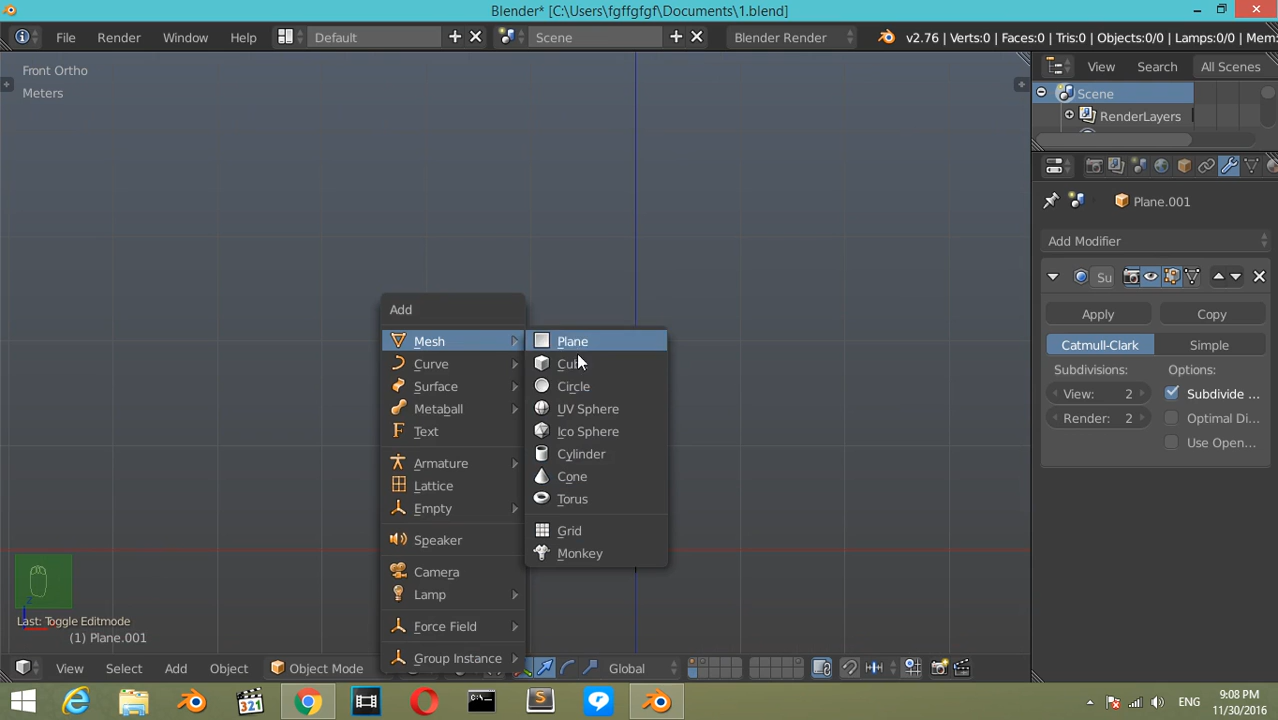 Blender* [C:\Users\fgffgfgf\Documents\1.blend]
File Render Window Help Default Scene Blender Render v2.76 | Verts:0 | Faces:0 | Tris:0 | Objects:0/0 | Lamps:0/0 | Mem:
Front Ortho
Meters
View Search All Scenes
Scene
RenderLayers
Plane.001
Add Modifier
Su
Apply Copy
Catmull-Clark Simple
Subdivisions: Options:
View: 2 Subdivide ...
Render: 2 Optimal Di...
Use Open...
Add
Mesh
Curve
Surface
Metaball
Text
Armature
Lattice
Empty
Speaker
Camera
Lamp
Force Field
Group Instance
Plane
Circle
UV Sphere
Ico Sphere
Cylinder
Cone
Torus
Grid
Monkey
Last: Toggle Editmode
(1) Plane.001
View Select Add Object Object Mode Global
321
ENG
9:08 PM
11/30/2016